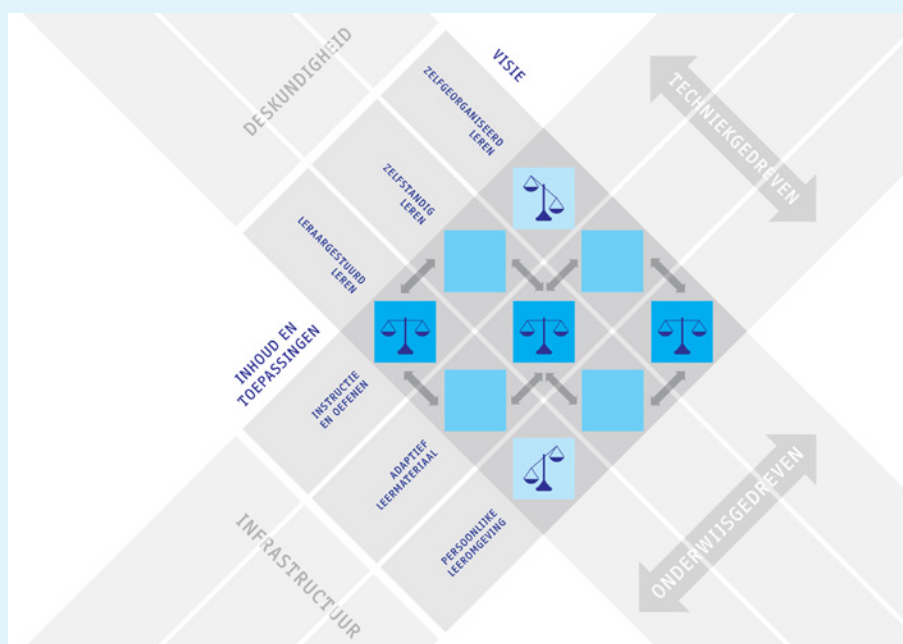 DESKUNDIGHEID
VISIE
ZELFGEORGANISEERD
LEREN
ZELFSTANDIG
LEREN
LERAARGESTUURD
LEREN
INHOUD EN
TOEPASSINGEN
INSTRUCTIE
EN OEFENEN
ADAPTIEF
LEERMATERIAAL
PERSOONLIJKE
LEEROMGEVING
INFRASTRUCTUUR
TECHNIEKGEDREVEN
ONDERWIJSGEDREVEN